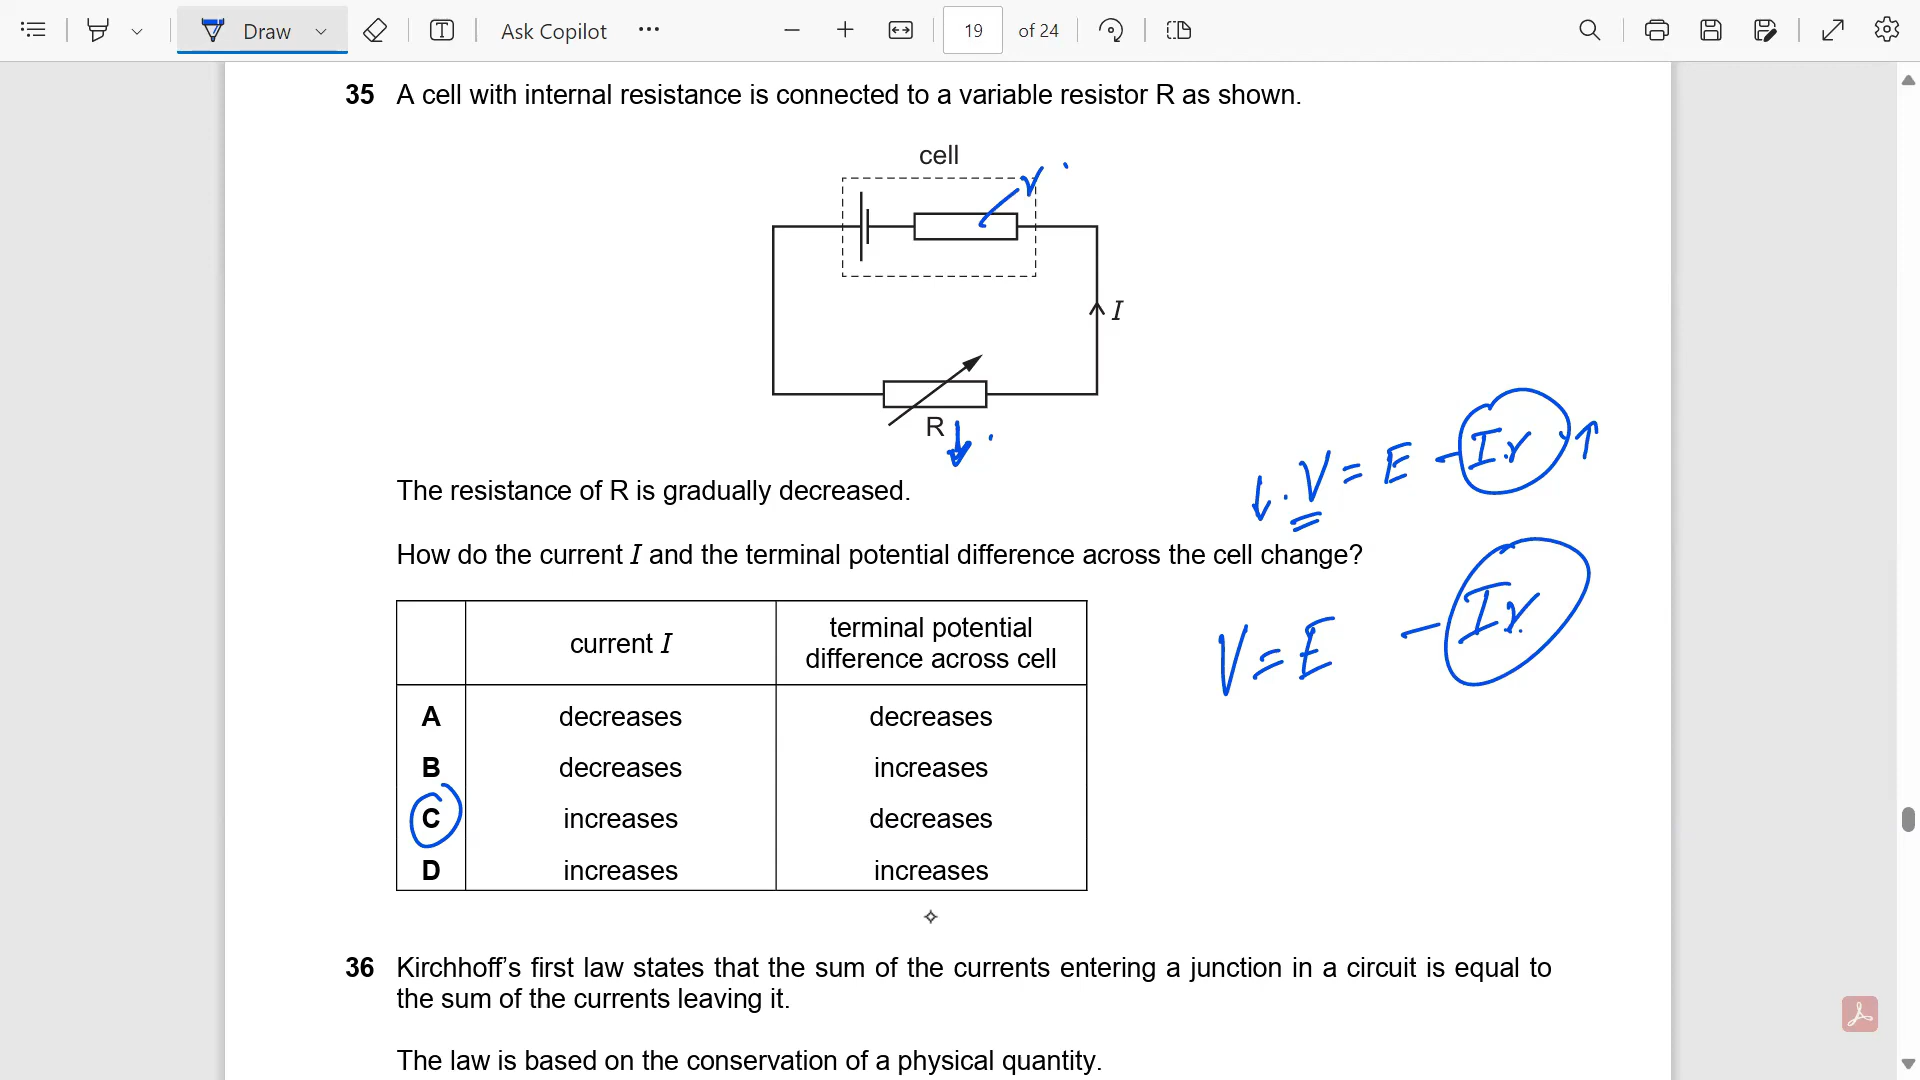 Draw
Ask Copilot
19 of 24
35 A cell with internal resistance is connected to a variable resistor R as shown.
cell
r
I
R
↓ V = E - Ir ↑
The resistance of R is gradually decreased.
How do the current I and the terminal potential difference across the cell change?
V = E - Ir
current I
terminal potential
difference across cell
A decreases decreases
B decreases increases
C increases decreases
D increases increases
36 Kirchhoff’s first law states that the sum of the currents entering a junction in a circuit is equal to
the sum of the currents leaving it.
The law is based on the conservation of a physical quantity.